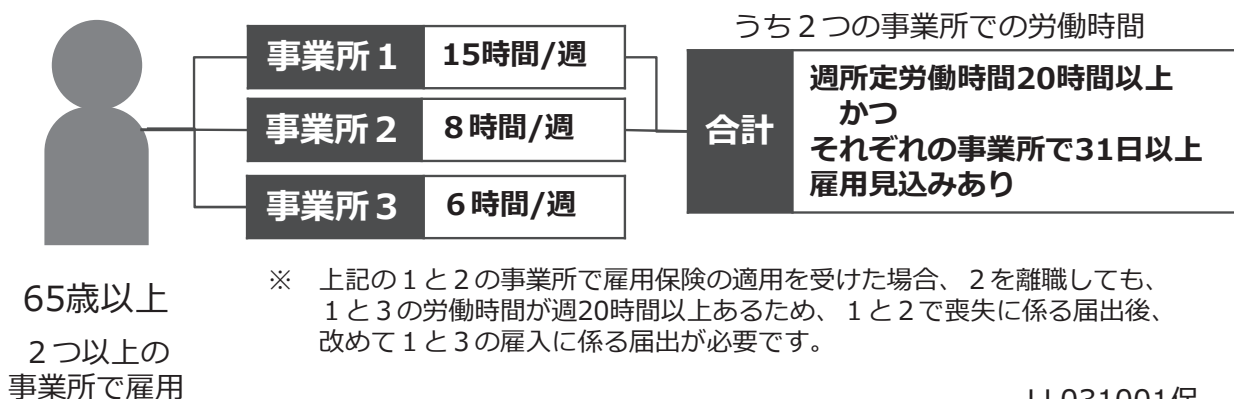 うち２つの事業所での労働時間
事業所１ 15時間/週
事業所２ ８時間/週
事業所３ ６時間/週
合計
週所定労働時間20時間以上
かつ
それぞれの事業所で31日以上
雇用見込みあり
65歳以上
２つ以上の
事業所で雇用
※　上記の１と２の事業所で雇用保険の適用を受けた場合、２を離職しても、
１と３の労働時間が週20時間以上あるため、１と２で喪失に係る届出後、
改めて１と３の雇入に係る届出が必要です。
LL031001保